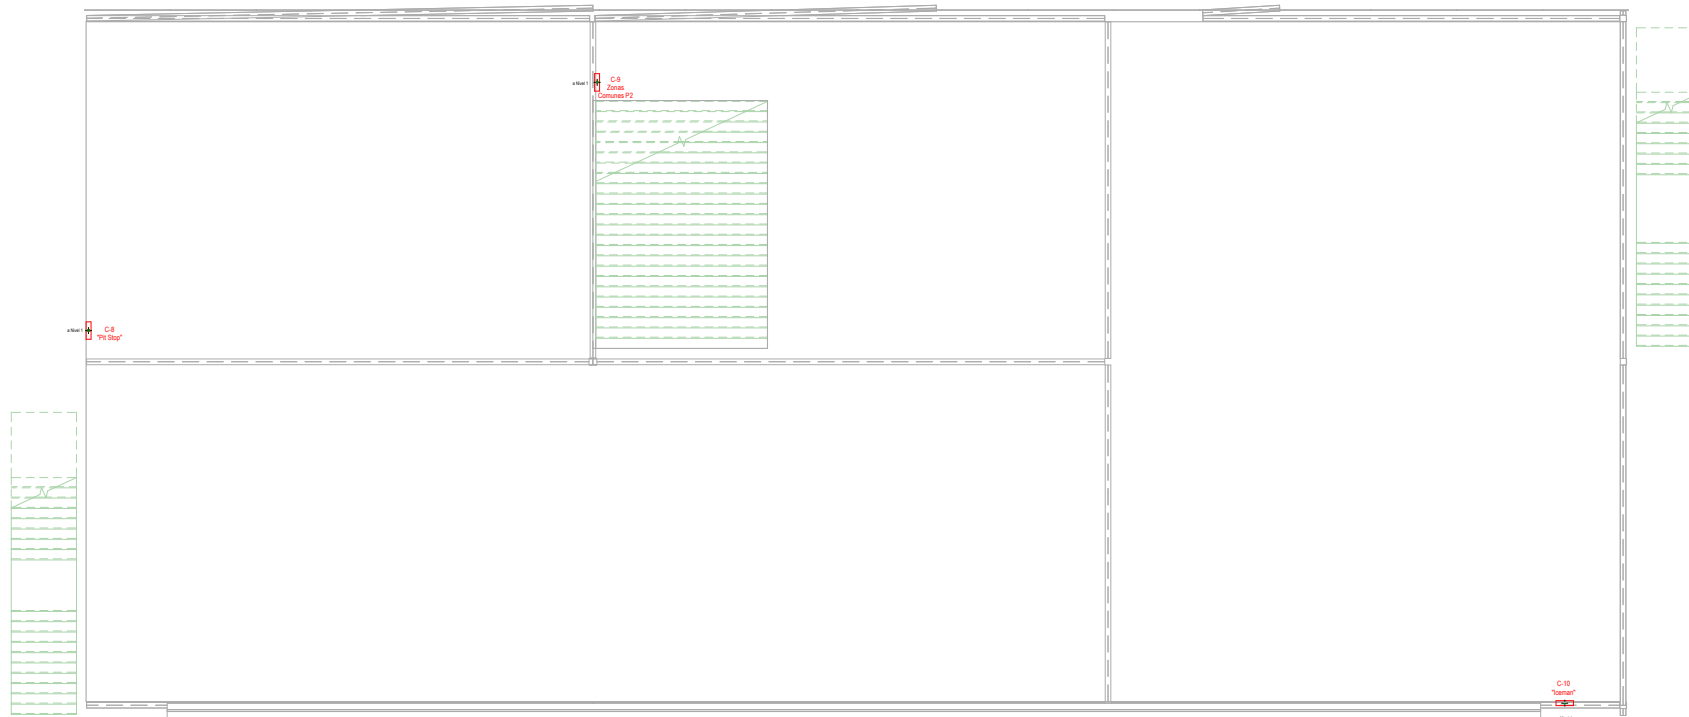 a Nivel 1
C-9
Zonas
Comunes P2
a Nivel 1
C-8
"Pit Stop"
C-10
"Iceman"